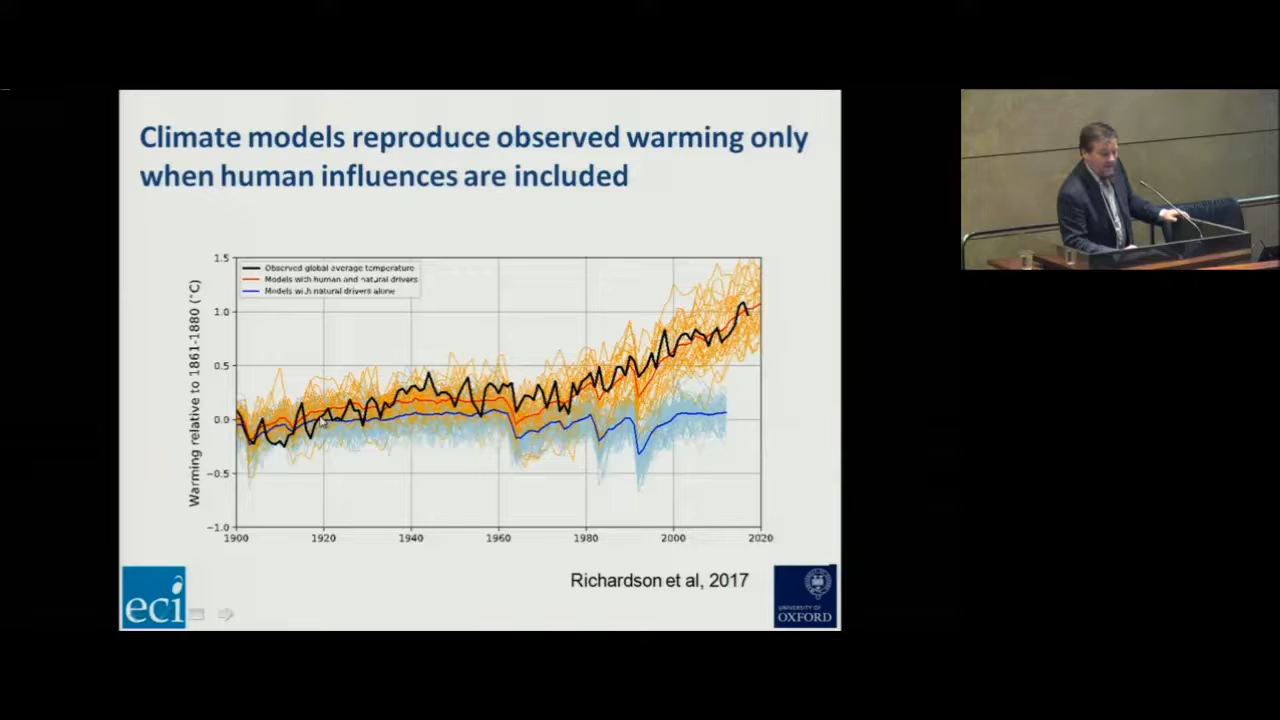 Climate models reproduce observed warming only
when human influences are included
Observed global average temperature
Models with human and natural drivers
Models with natural drivers alone
Warming relative to 1861-1880 (°C)
1.5
1.0
0.5
0.0
−0.5
−1.0
1900 1920 1940 1960 1980 2000 2020
Richardson et al, 2017
eci
UNIVERSITY OF
OXFORD